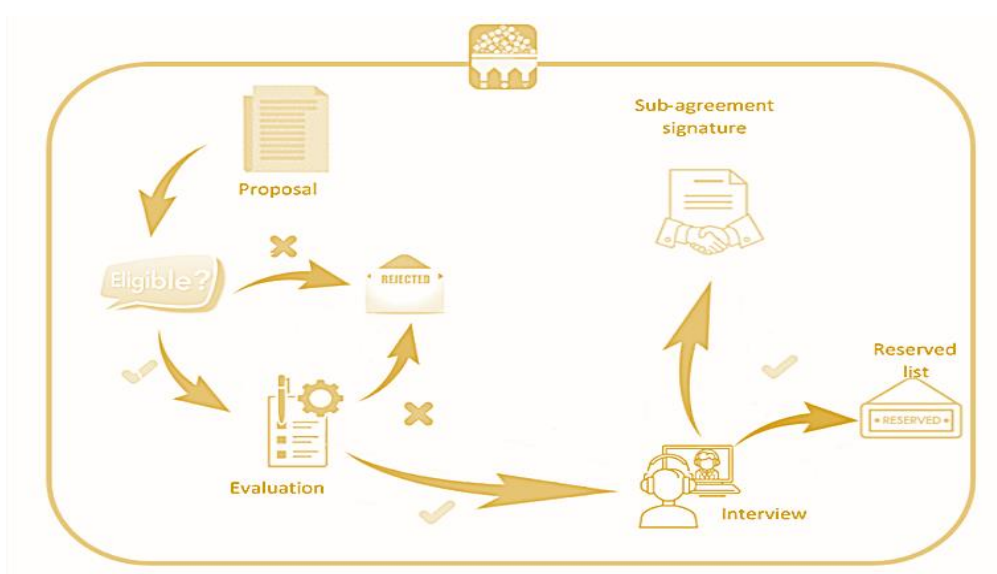 Sub-agreement
signature
Proposal
Eligible?
REJECTED
Reserved
list
• RESERVED •
Evaluation
Interview